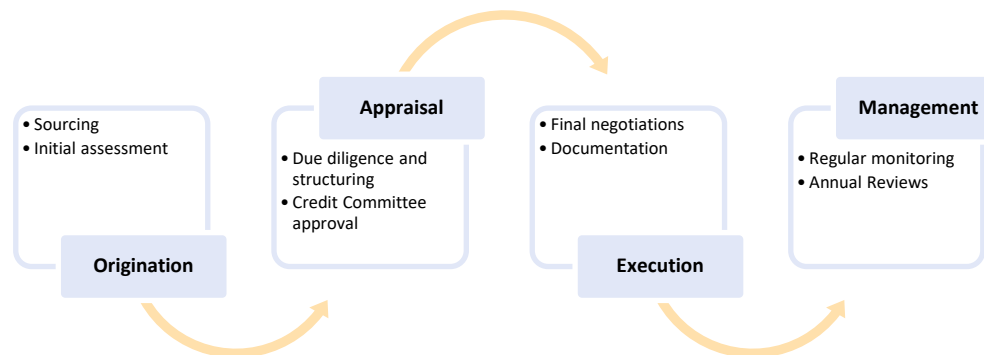 • Sourcing
• Initial assessment
Origination
Appraisal
• Due diligence and
structuring
• Credit Committee
approval
• Final negotiations
• Documentation
Execution
Management
• Regular monitoring
• Annual Reviews